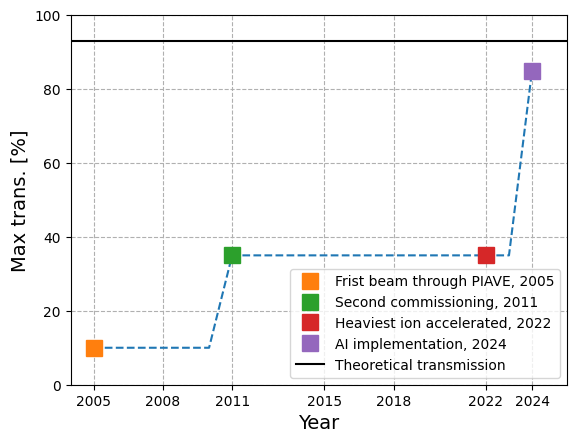 100
80
60
40
20
0
Max trans. [%]
Frist beam through PIAVE, 2005
Second commissioning, 2011
Heaviest ion accelerated, 2022
AI implementation, 2024
Theoretical transmission
2005 2008 2011 2015 2018 2022 2024
Year